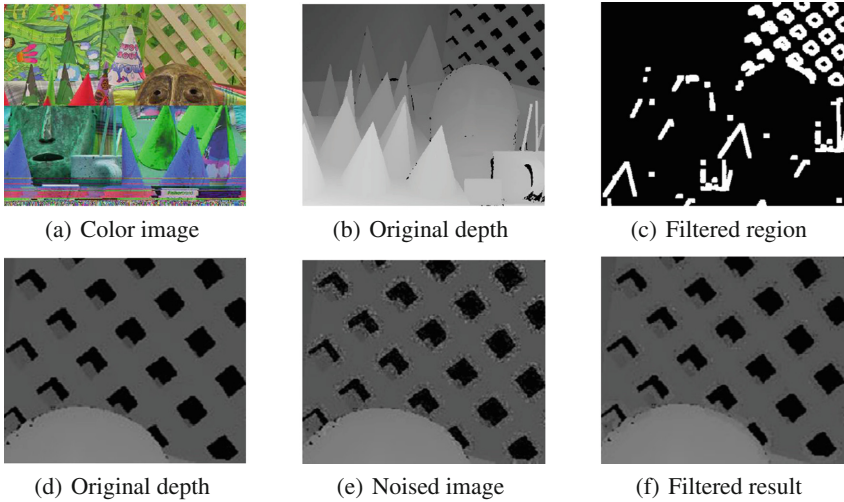 (a) Color image
(b) Original depth
(c) Filtered region
(d) Original depth
(e) Noised image
(f) Filtered result